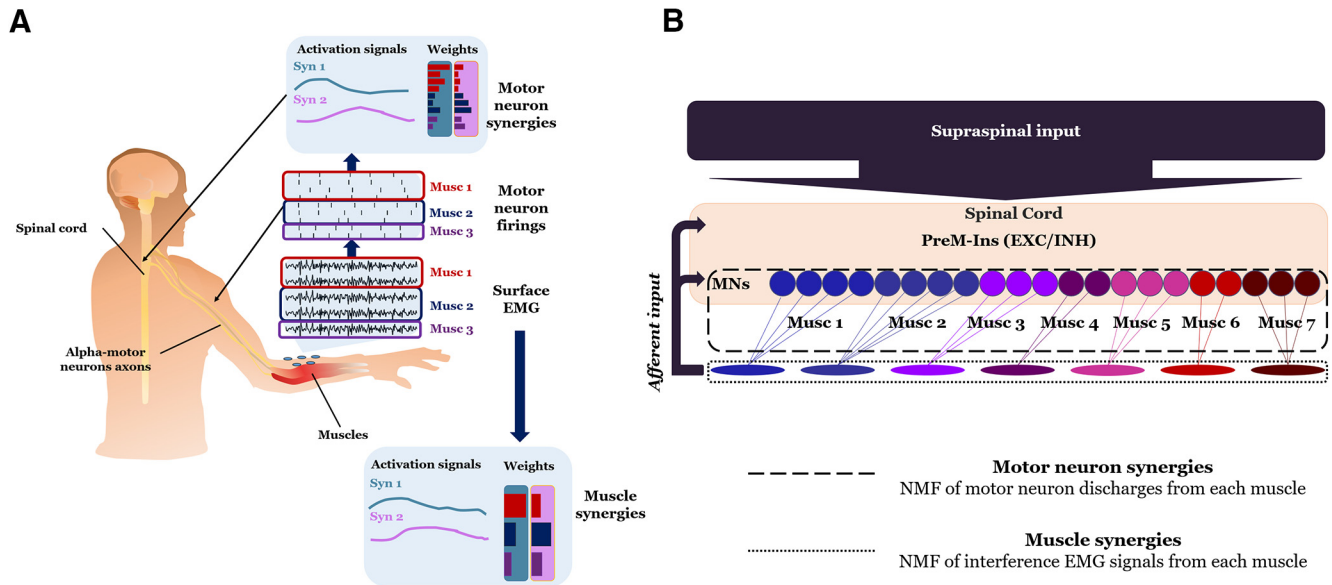 A
Activation signals
Weights
Syn 1
Syn 2
Motor
neuron
synergies
Musc 1
Musc 2
Musc 3
Motor
neuron
firings
Spinal cord
Musc 1
Musc 2
Musc 3
Surface
EMG
Alpha-motor
neurons axons
Muscles
Activation signals
Weights
Syn 1
Syn 2
Muscle
synergies
B
Supraspinal input
Spinal Cord
PreM-Ins (EXC/INH)
MNs
Musc 1
Musc 2
Musc 3
Musc 4
Musc 5
Musc 6
Musc 7
Afferent input
Motor neuron synergies
NMF of motor neuron discharges from each muscle
Muscle synergies
NMF of interference EMG signals from each muscle